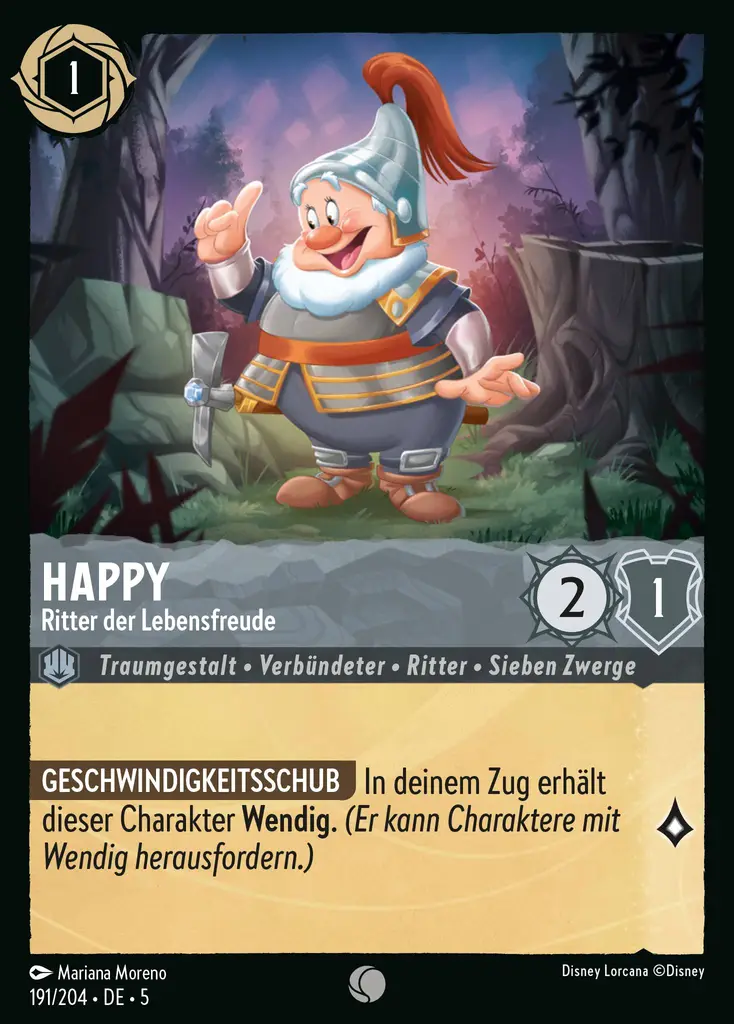 1
HAPPY
Ritter der Lebensfreude
2
1
Traumgestalt • Verbündeter • Ritter • Sieben Zwerge
GESCHWINDIGKEITSSCHUB In deinem Zug erhält
dieser Charakter Wendig. (Er kann Charaktere mit
Wendig herausfordern.)
Mariana Moreno
Disney Lorcana ©Disney
191/204 • DE • 5